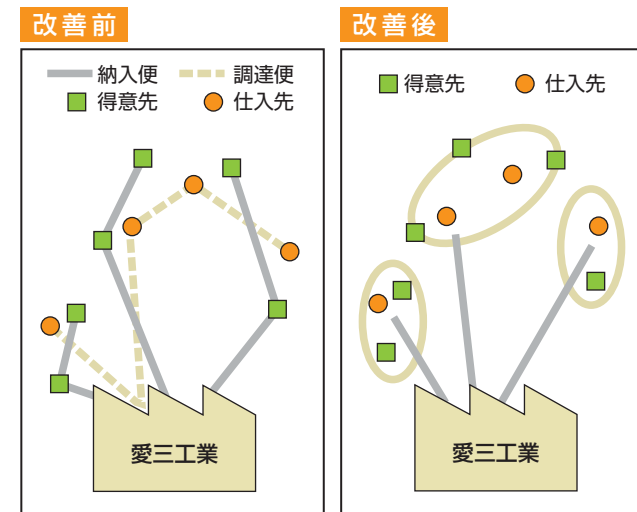 改善前
納入便 調達便
得意先 仕入先
愛三工業
改善後
得意先 仕入先
愛三工業